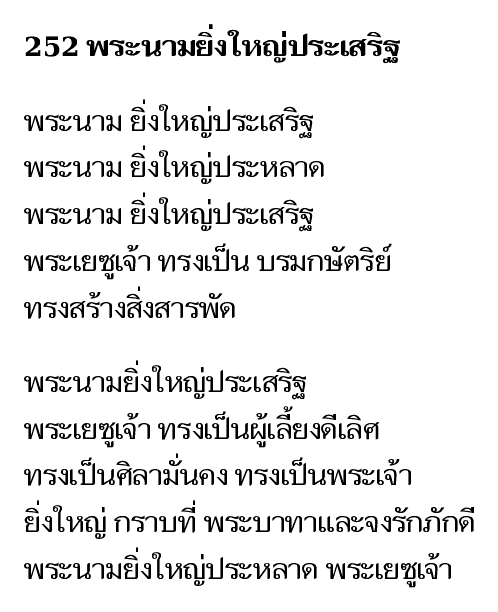 252 พระนามยิ่งใหญ่ประเสริฐ
พระนาม ยิ่งใหญ่ประเสริฐ
พระนาม ยิ่งใหญ่ประหลาด
พระนาม ยิ่งใหญ่ประเสริฐ
พระเยซูเจ้า ทรงเป็น บรมกษัตริย์
ทรงสร้างสิ่งสารพัด
พระนามยิ่งใหญ่ประเสริฐ
พระเยซูเจ้า ทรงเป็นผู้เลี้ยงดีเลิศ
ทรงเป็นศิลามั่นคง ทรงเป็นพระเจ้า
ยิ่งใหญ่ กราบที่ พระบาทาและจงรักภักดี
พระนามยิ่งใหญ่ประหลาด พระเยซูเจ้า